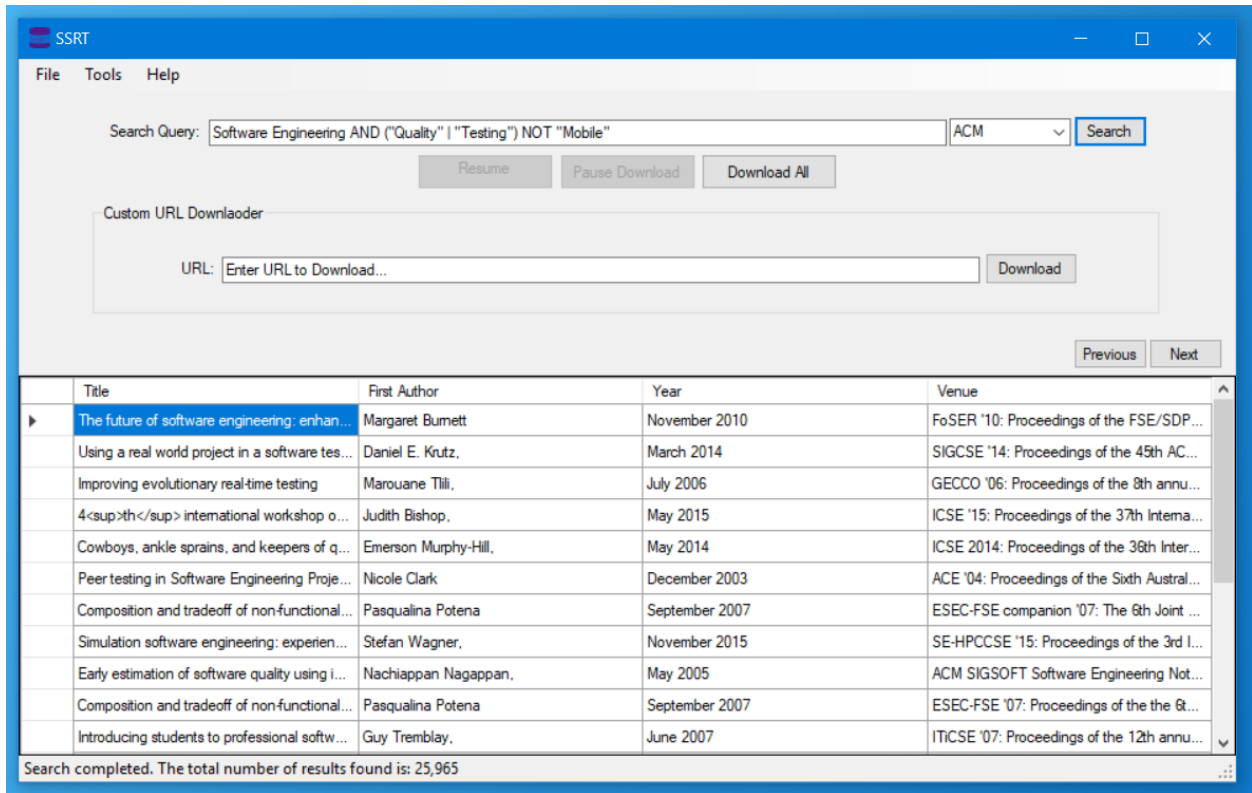 SSRT
File Tools Help
Search Query: Software Engineering AND ("Quality" | "Testing") NOT "Mobile" ACM Search
Resume Pause Download Download All
Custom URL Downlaoder
URL: Enter URL to Download... Download
Previous Next
Title First Author Year Venue
The future of software engineering: enhan... Margaret Burnett November 2010 FoSER '10: Proceedings of the FSE/SDP...
Using a real world project in a software tes... Daniel E. Krutz, March 2014 SIGCSE '14: Proceedings of the 45th AC...
Improving evolutionary real-time testing Marouane Tlili, July 2006 GECCO '06: Proceedings of the 8th annu...
4<sup>th</sup> international workshop o... Judith Bishop, May 2015 ICSE '15: Proceedings of the 37th Interna...
Cowboys, ankle sprains, and keepers of q... Emerson Murphy-Hill, May 2014 ICSE 2014: Proceedings of the 36th Inter...
Peer testing in Software Engineering Proje... Nicole Clark December 2003 ACE '04: Proceedings of the Sixth Austral...
Composition and tradeoff of non-functional... Pasqualina Potena September 2007 ESEC-FSE companion '07: The 6th Joint ...
Simulation software engineering: experien... Stefan Wagner, November 2015 SE-HPCCSE '15: Proceedings of the 3rd I...
Early estimation of software quality using i... Nachiappan Nagappan, May 2005 ACM SIGSOFT Software Engineering Not...
Composition and tradeoff of non-functional... Pasqualina Potena September 2007 ESEC-FSE '07: Proceedings of the the 6t...
Introducing students to professional softw... Guy Tremblay, June 2007 ITiCSE '07: Proceedings of the 12th annu...
Search completed. The total number of results found is: 25,965